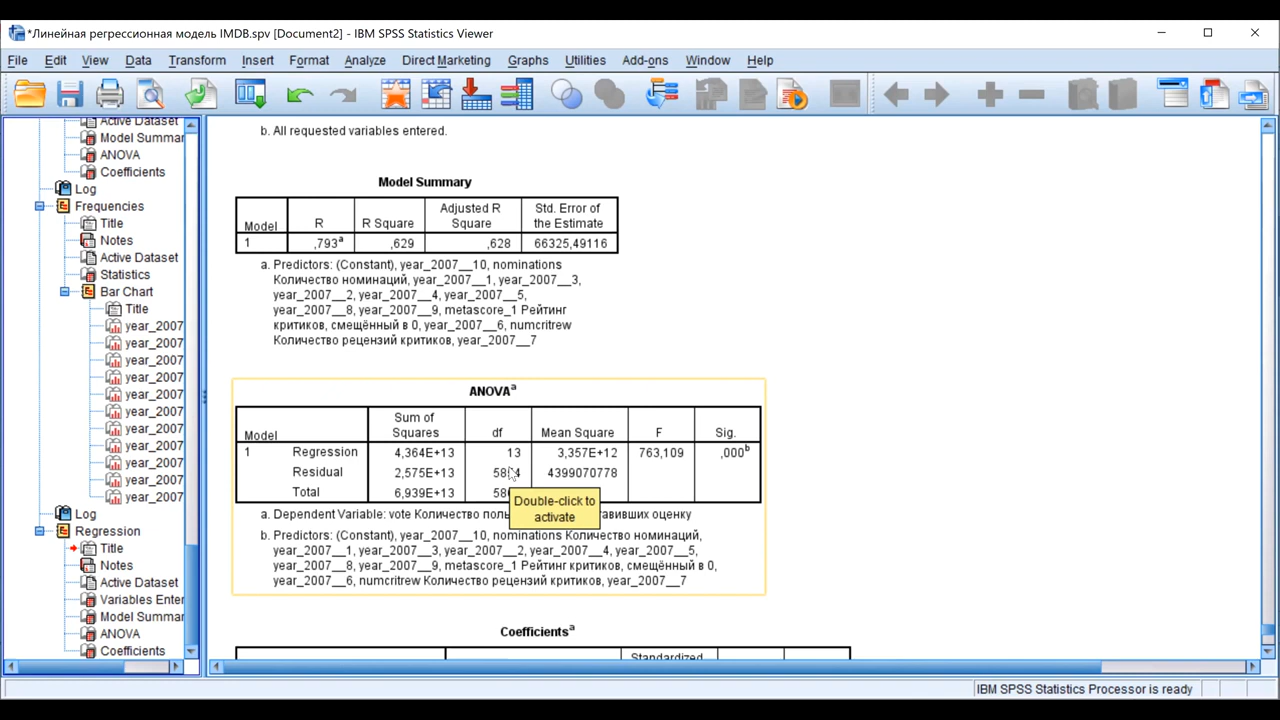 *Линейная регрессионная модель IMDB.spv [Document2] - IBM SPSS Statistics Viewer
File Edit View Data Transform Insert Format Analyze Direct Marketing Graphs Utilities Add-ons Window Help
Active Dataset
Model Summar
ANOVA
Coefficients
Log
Frequencies
Title
Notes
Active Dataset
Statistics
Bar Chart
Title
year_2007
year_2007
year_2007
year_2007
year_2007
year_2007
year_2007
year_2007
year_2007
year_2007
year_2007
Log
Regression
Title
Notes
Active Dataset
Variables Enter
Model Summar
ANOVA
Coefficients
b. All requested variables entered.
Model Summary
Model R R Square Adjusted R Square Std. Error of the Estimate
1 ,793a ,629 ,628 66325,49116
a. Predictors: (Constant), year_2007__10, nominations
Количество номинаций, year_2007__1, year_2007__3,
year_2007__2, year_2007__4, year_2007__5,
year_2007__8, year_2007__9, metascore_1 Рейтинг
критиков, смещённый в 0, year_2007__6, numcritrew
Количество рецензий критиков, year_2007__7
ANOVAa
Model Sum of Squares df Mean Square F Sig.
1 Regression 4,364E+13 13 3,357E+12 763,109 ,000b
Residual 2,575E+13 4399070778
Total 6,939E+13
Double-click to
activate
a. Dependent Variable: vote Количество оценку
b. Predictors: (Constant), year_2007__10, nominations Количество номинаций,
year_2007__1, year_2007__3, year_2007__2, year_2007__4, year_2007__5,
year_2007__8, year_2007__9, metascore_1 Рейтинг критиков, смещённый в 0,
year_2007__6, numcritrew Количество рецензий критиков, year_2007__7
Coefficientsa
Standardized
IBM SPSS Statistics Processor is ready